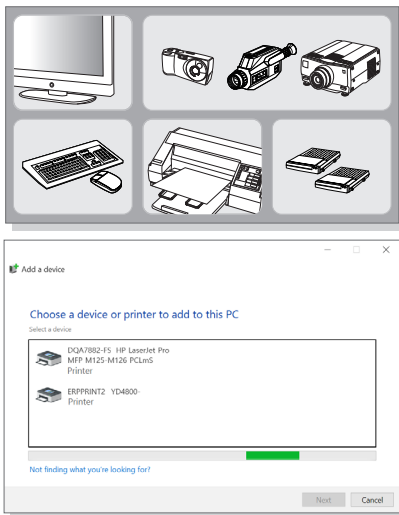 Add a device
Choose a device or printer to add to this PC
Select a device
DQA7882-F5 HP LaserJet Pro
MFP M125-M126 PCLmS
Printer
ERPPRINT2 YD4800-
Printer
Not finding what you're looking for?
Next Cancel